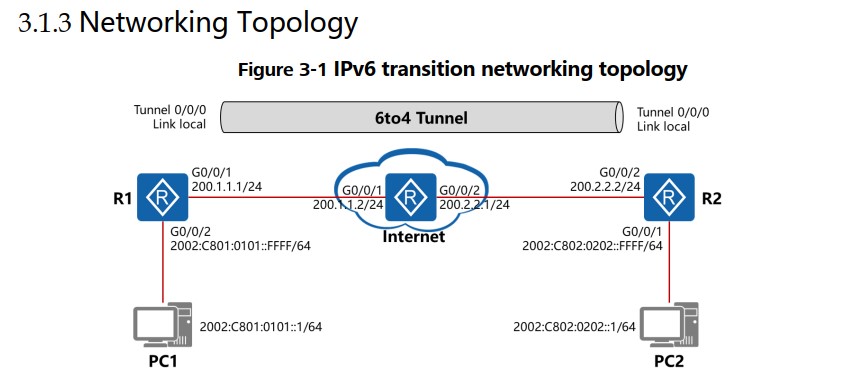 3.1.3 Networking Topology
Figure 3-1 IPv6 transition networking topology
Tunnel 0/0/0
Link local
6to4 Tunnel
Tunnel 0/0/0
Link local
R1
G0/0/1
200.1.1.1/24
G0/0/1
200.1.1.2/24
R
G0/0/2
200.2.2.1/24
Internet
G0/0/2
200.2.2.2/24
R
R2
R
G0/0/2
2002:C801:0101::FFFF/64
G0/0/1
2002:C802:0202::FFFF/64
2002:C801:0101::1/64
PC1
2002:C802:0202::1/64
PC2